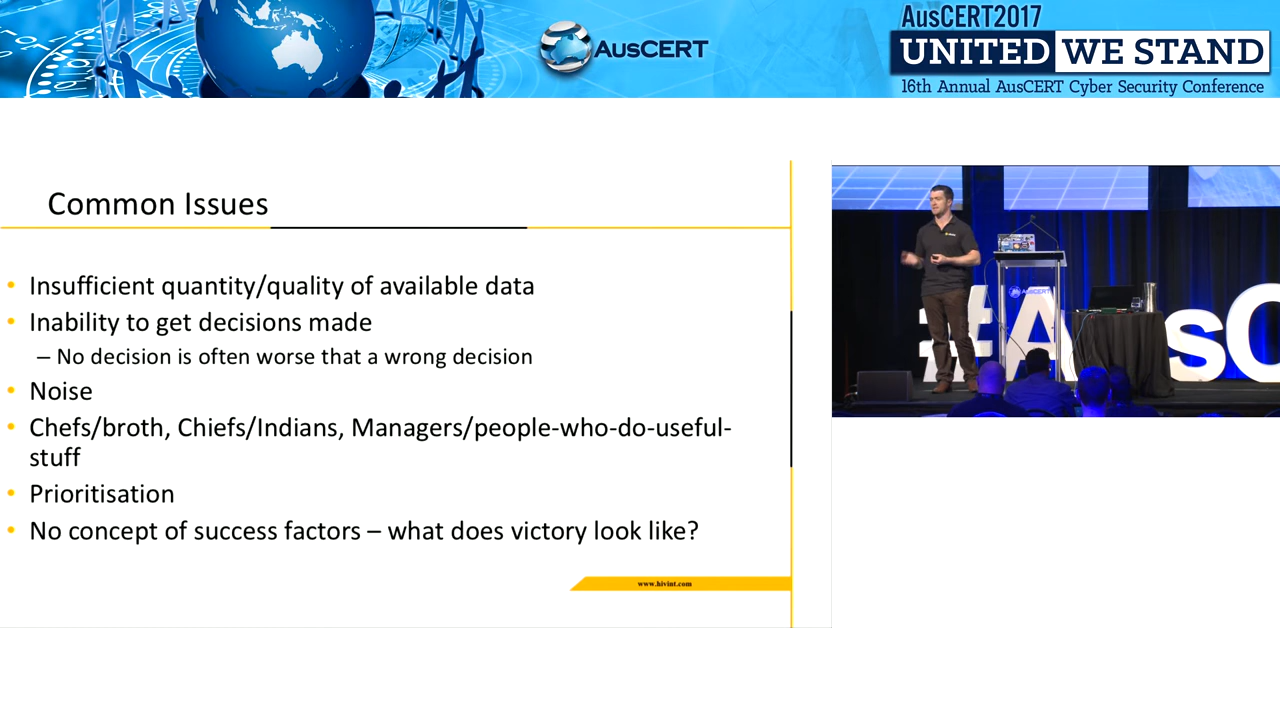 AusCERT2017
AusCERT
UNITED WE STAND
16th Annual AusCERT Cyber Security Conference
Common Issues
• Insufficient quantity/quality of available data
• Inability to get decisions made
– No decision is often worse that a wrong decision
• Noise
• Chefs/broth, Chiefs/Indians, Managers/people-who-do-useful-
stuff
• Prioritisation
• No concept of success factors – what does victory look like?
www.hivint.com
AusCERT
#AusC